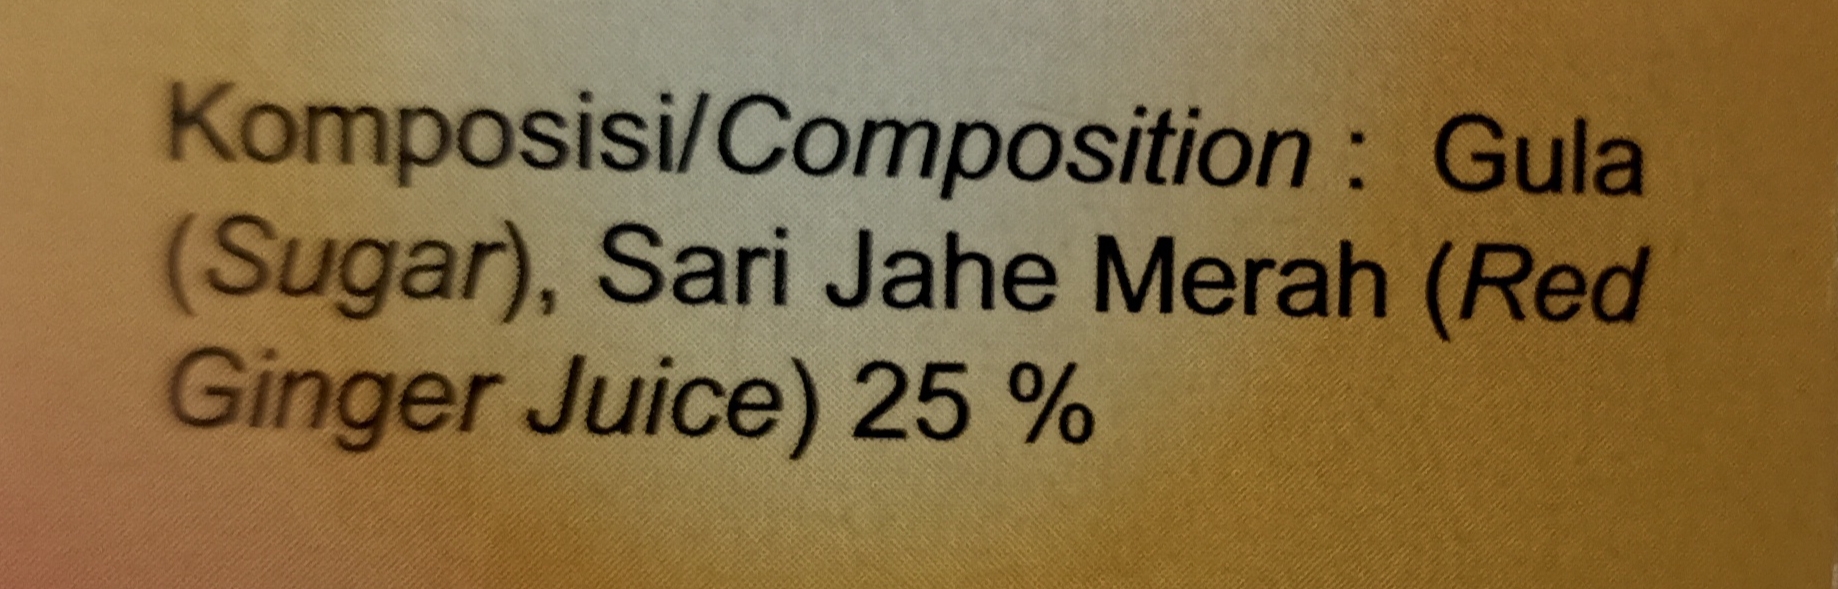 Komposisi/Composition : Gula
(Sugar), Sari Jahe Merah (Red
Ginger Juice) 25 %